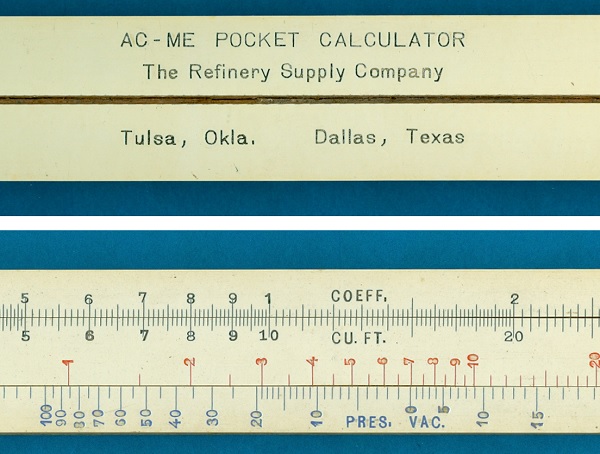 AC-ME POCKET CALCULATOR
The Refinery Supply Company
Tulsa, Okla. Dallas, Texas
5 6 7 8 9 1 COEFF. 2
5 6 7 8 9 10 CU. FT. 20
1 2 3 4 5 6 7 8 9 10 20
100 90 80 70 60 50 40 30 20 10 PRES. 0 VAC. 5 10 15